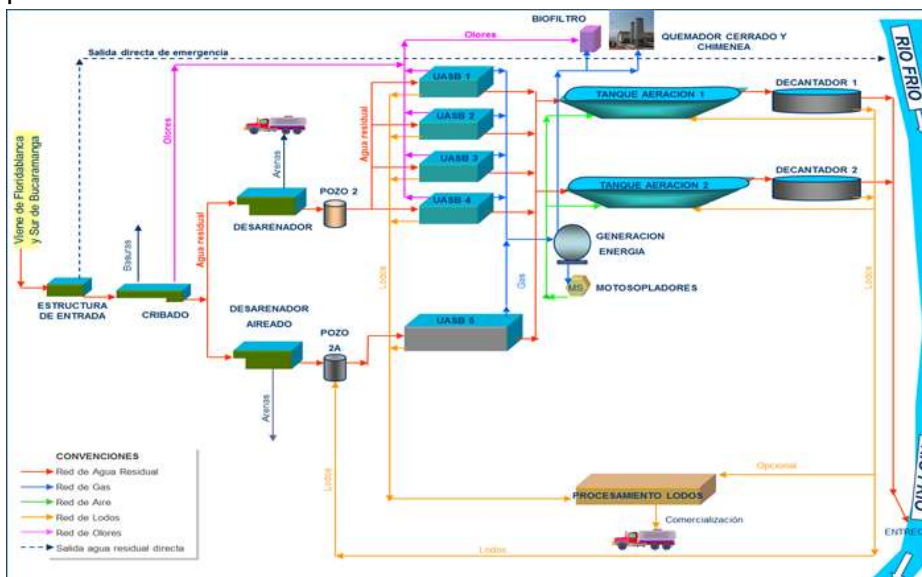 BIOFILTRO
QUEMADOR CERRADO Y
CHIMENEA
Olores
Salida directa de emergencia
RIO FRIO
UASB 1
UASB 2
UASB 3
UASB 4
TANQUE AERACION 1
DECANTADOR 1
TANQUE AERACION 2
DECANTADOR 2
Viene de Floridablanca
y Sur de Bucaramanga
Olores
Arenas
Agua residual
POZO 2
DESARENADOR
Basuras
Agua residual
ESTRUCTURA
DE ENTRADA
CRIBADO
DESARENADOR
AIREADO
POZO
2A
Arenas
Lodos
Gas
GENERACION
ENERGIA
MS
MOTOSOPLADORES
Lodos
UASB 5
CONVENCIONES
Red de Agua Residual
Red de Gas
Red de Aire
Red de Lodos
Red de Olores
Salida agua residual directa
Lodos
PROCESAMIENTO LODOS
Opcional
Comercialización
Lodos